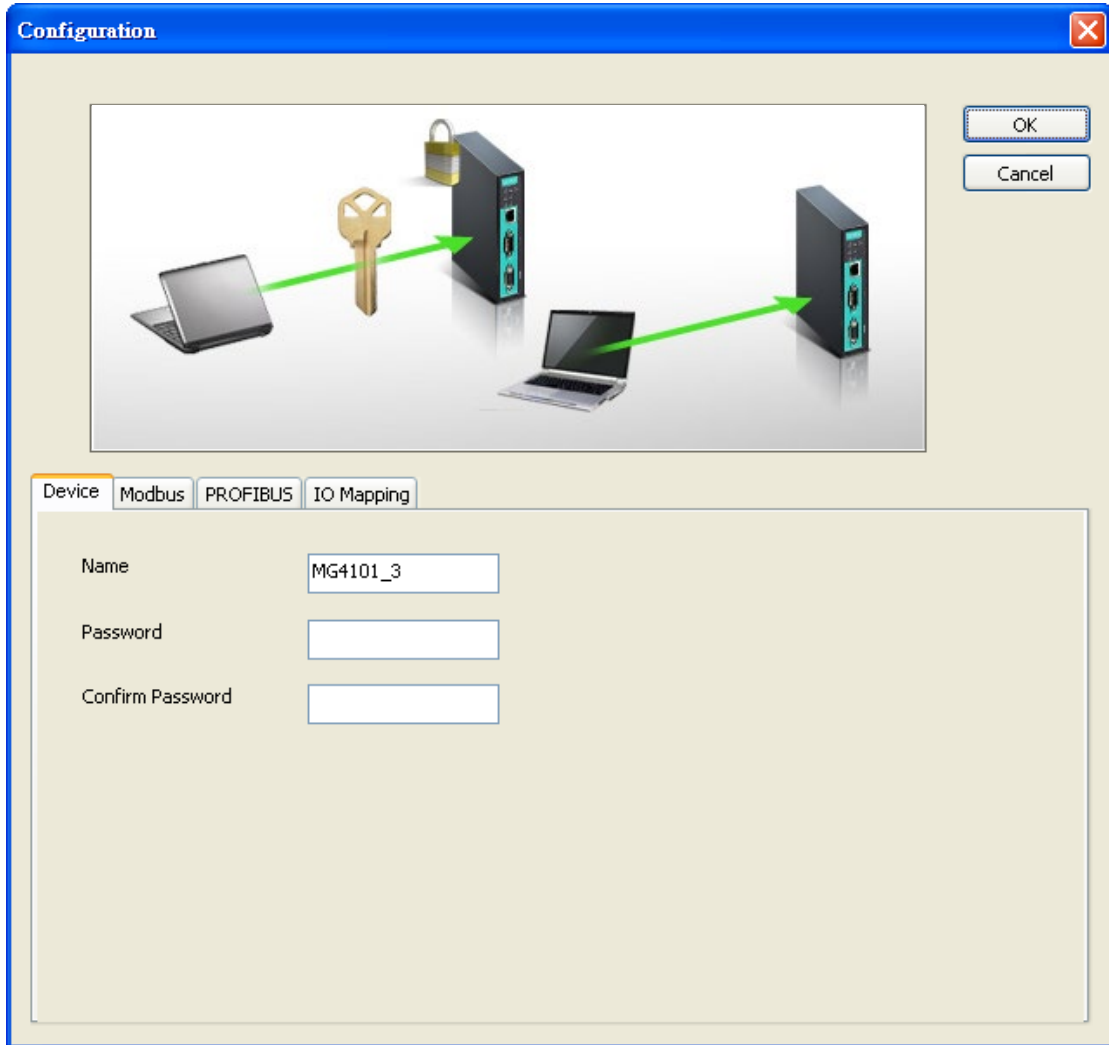 Configuration
OK
Cancel
Device Modbus PROFIBUS IO Mapping
Name MG4101_3
Password
Confirm Password